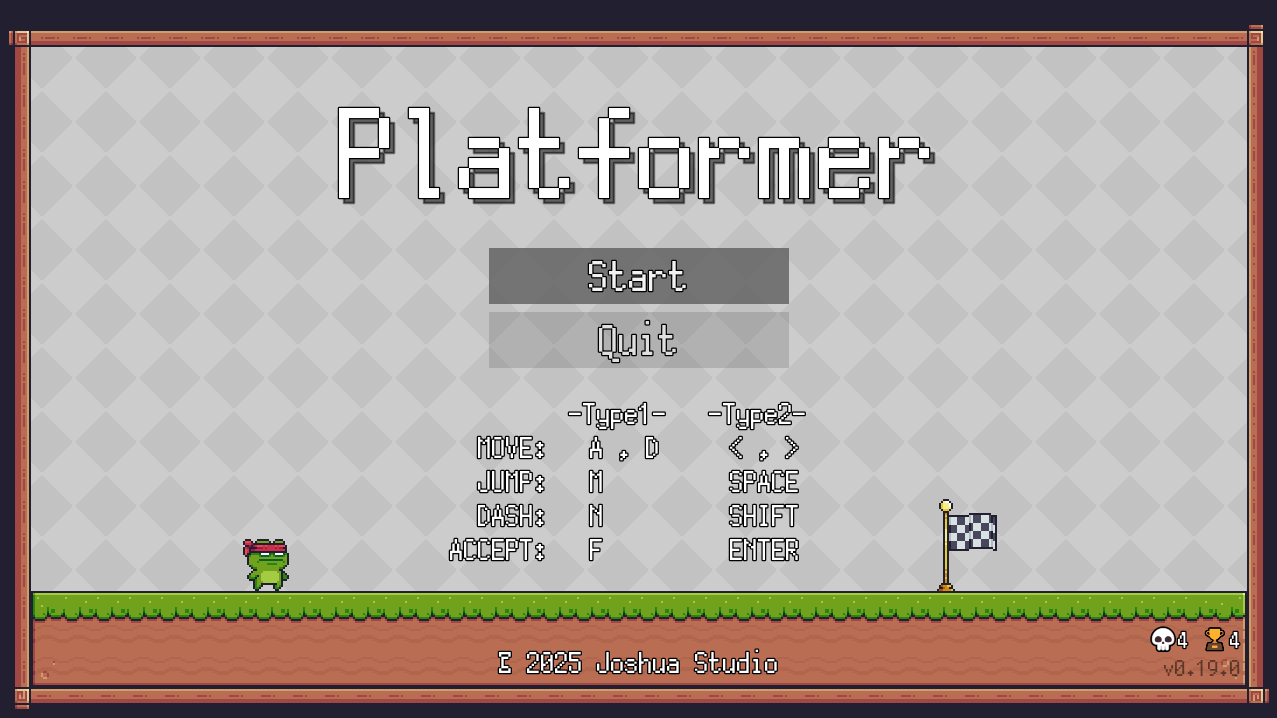 Platformer
Start
Quit
-Type1- -Type2-
MOVE: A , D < , >
JUMP: M SPACE
DASH: N SHIFT
ACCEPT: F ENTER
4 4
© 2025 Joshua Studio
v0.19.0